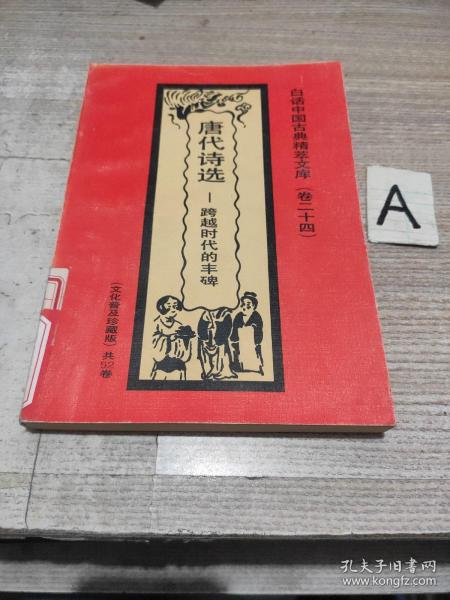 白话中国古典精萃文库（卷二十四）
唐代诗选
—跨越时代的丰碑
（文化普及珍藏版）共52卷
A
孔夫子旧书网
www.kongfz.com